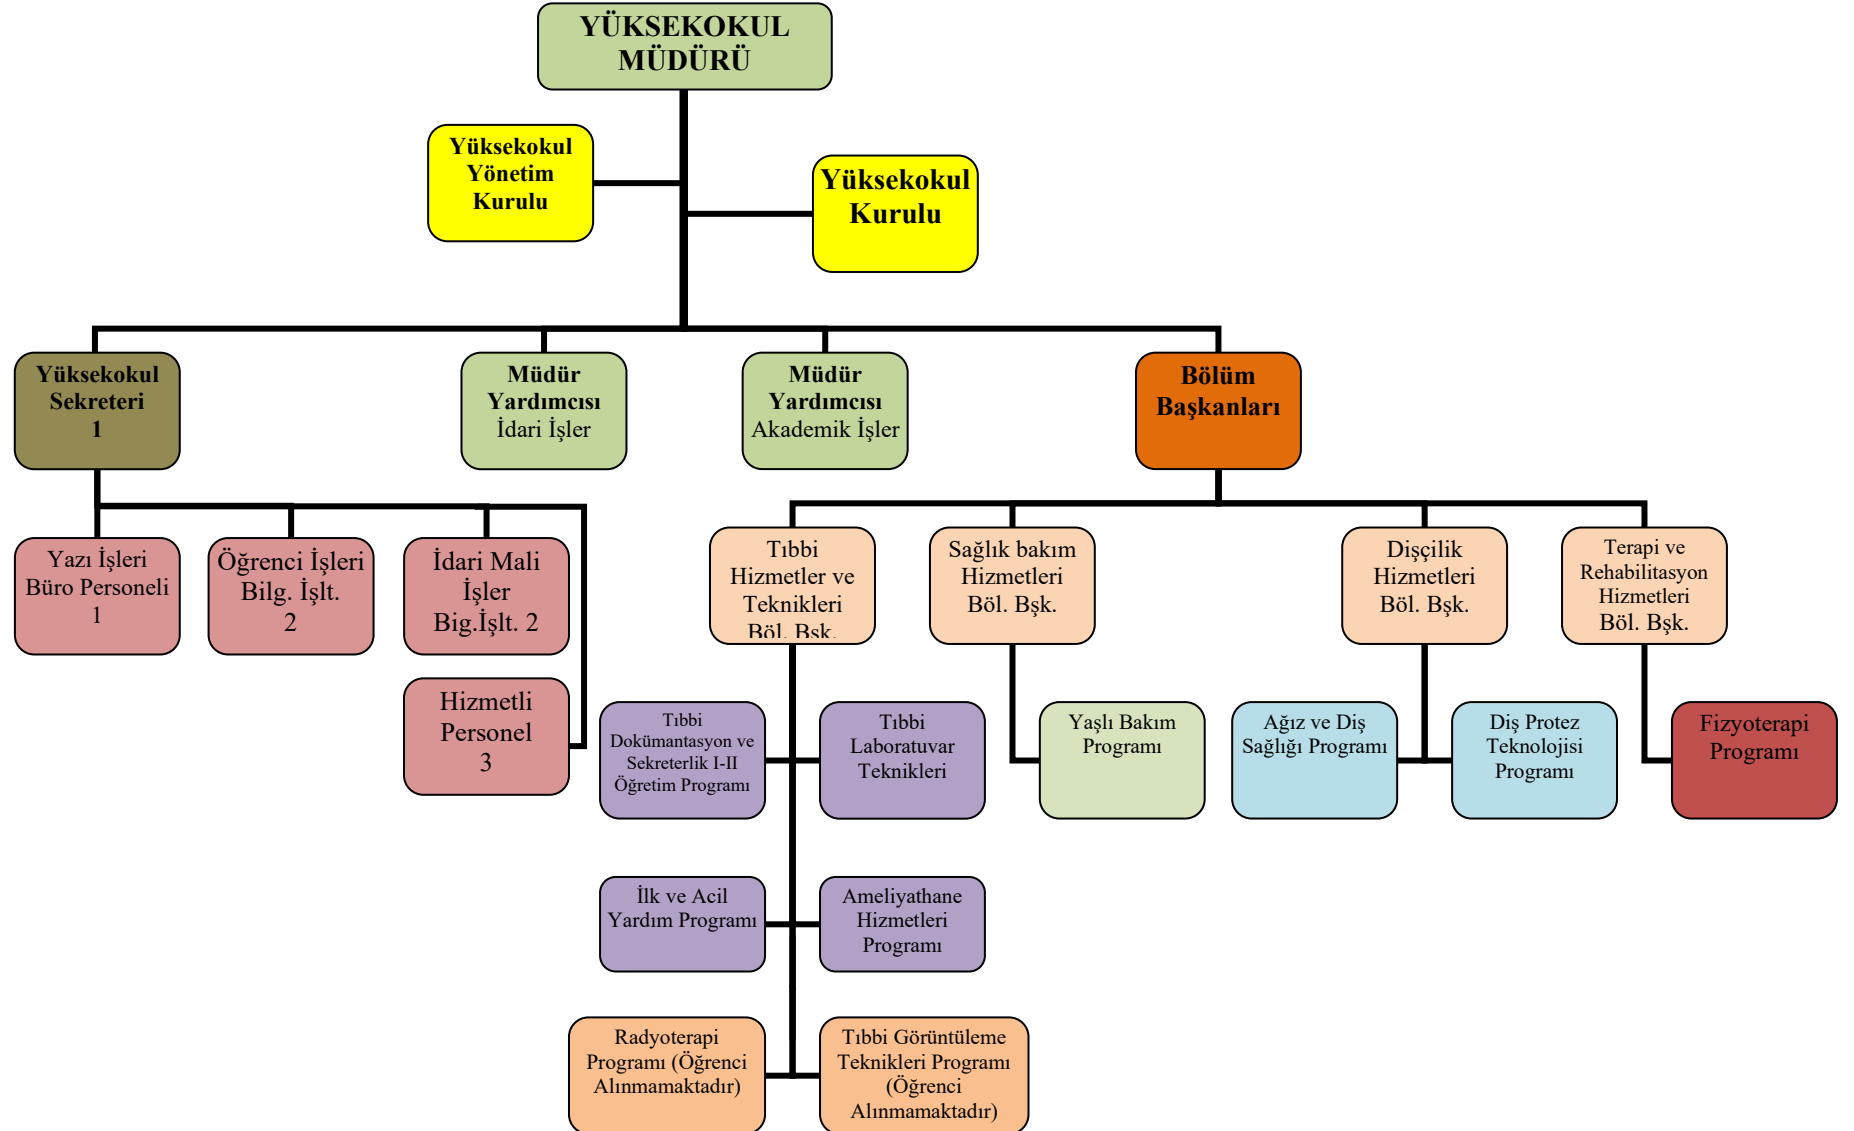 YÜKSEKOKUL
MÜDÜRÜ
Yüksekokul
Yönetim
Kurulu
Yüksekokul
Kurulu
Yüksekokul
Sekreteri
1
Müdür
Yardımcısı
İdari İşler
Müdür
Yardımcısı
Akademik İşler
Bölüm
Başkanları
Yazı İşleri
Büro Personeli
1
Öğrenci İşleri
Bilg. İşlt.
2
İdari Mali
İşler
Big.İşlt. 2
Hizmetli
Personel
3
Tıbbi
Hizmetler ve
Teknikleri
Böl. Bşk.
Sağlık bakım
Hizmetleri
Böl. Bşk.
Dişçilik
Hizmetleri
Böl. Bşk.
Terapi ve
Rehabilitasyon
Hizmetleri
Böl. Bşk.
Tıbbi
Dokümantasyon ve
Sekreterlik I-II
Öğretim Programı
Tıbbi
Laboratuvar
Teknikleri
Yaşlı Bakım
Programı
Ağız ve Diş
Sağlığı Programı
Diş Protez
Teknolojisi
Programı
Fizyoterapi
Programı
İlk ve Acil
Yardım Programı
Ameliyathane
Hizmetleri
Programı
Radyoterapi
Programı (Öğrenci
Alınmamaktadır)
Tıbbi Görüntüleme
Teknikleri Programı
(Öğrenci
Alınmamaktadır)